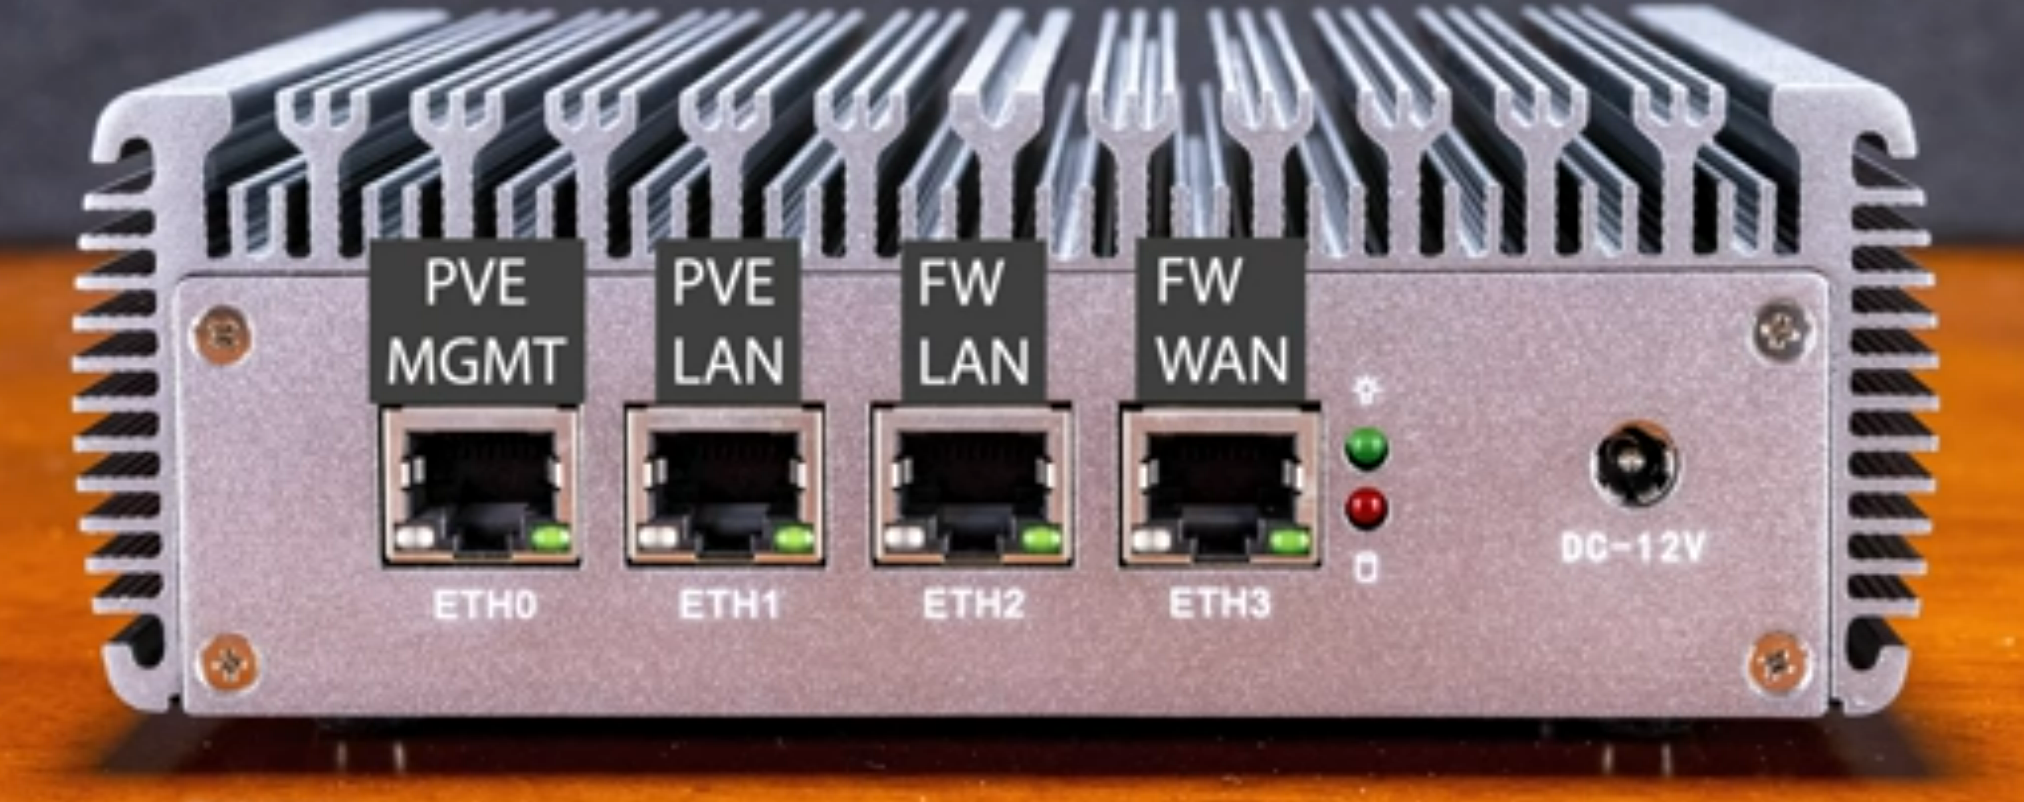 PVE
MGMT
PVE
LAN
FW
LAN
FW
WAN
ETH0
ETH1
ETH2
ETH3
DC-12V